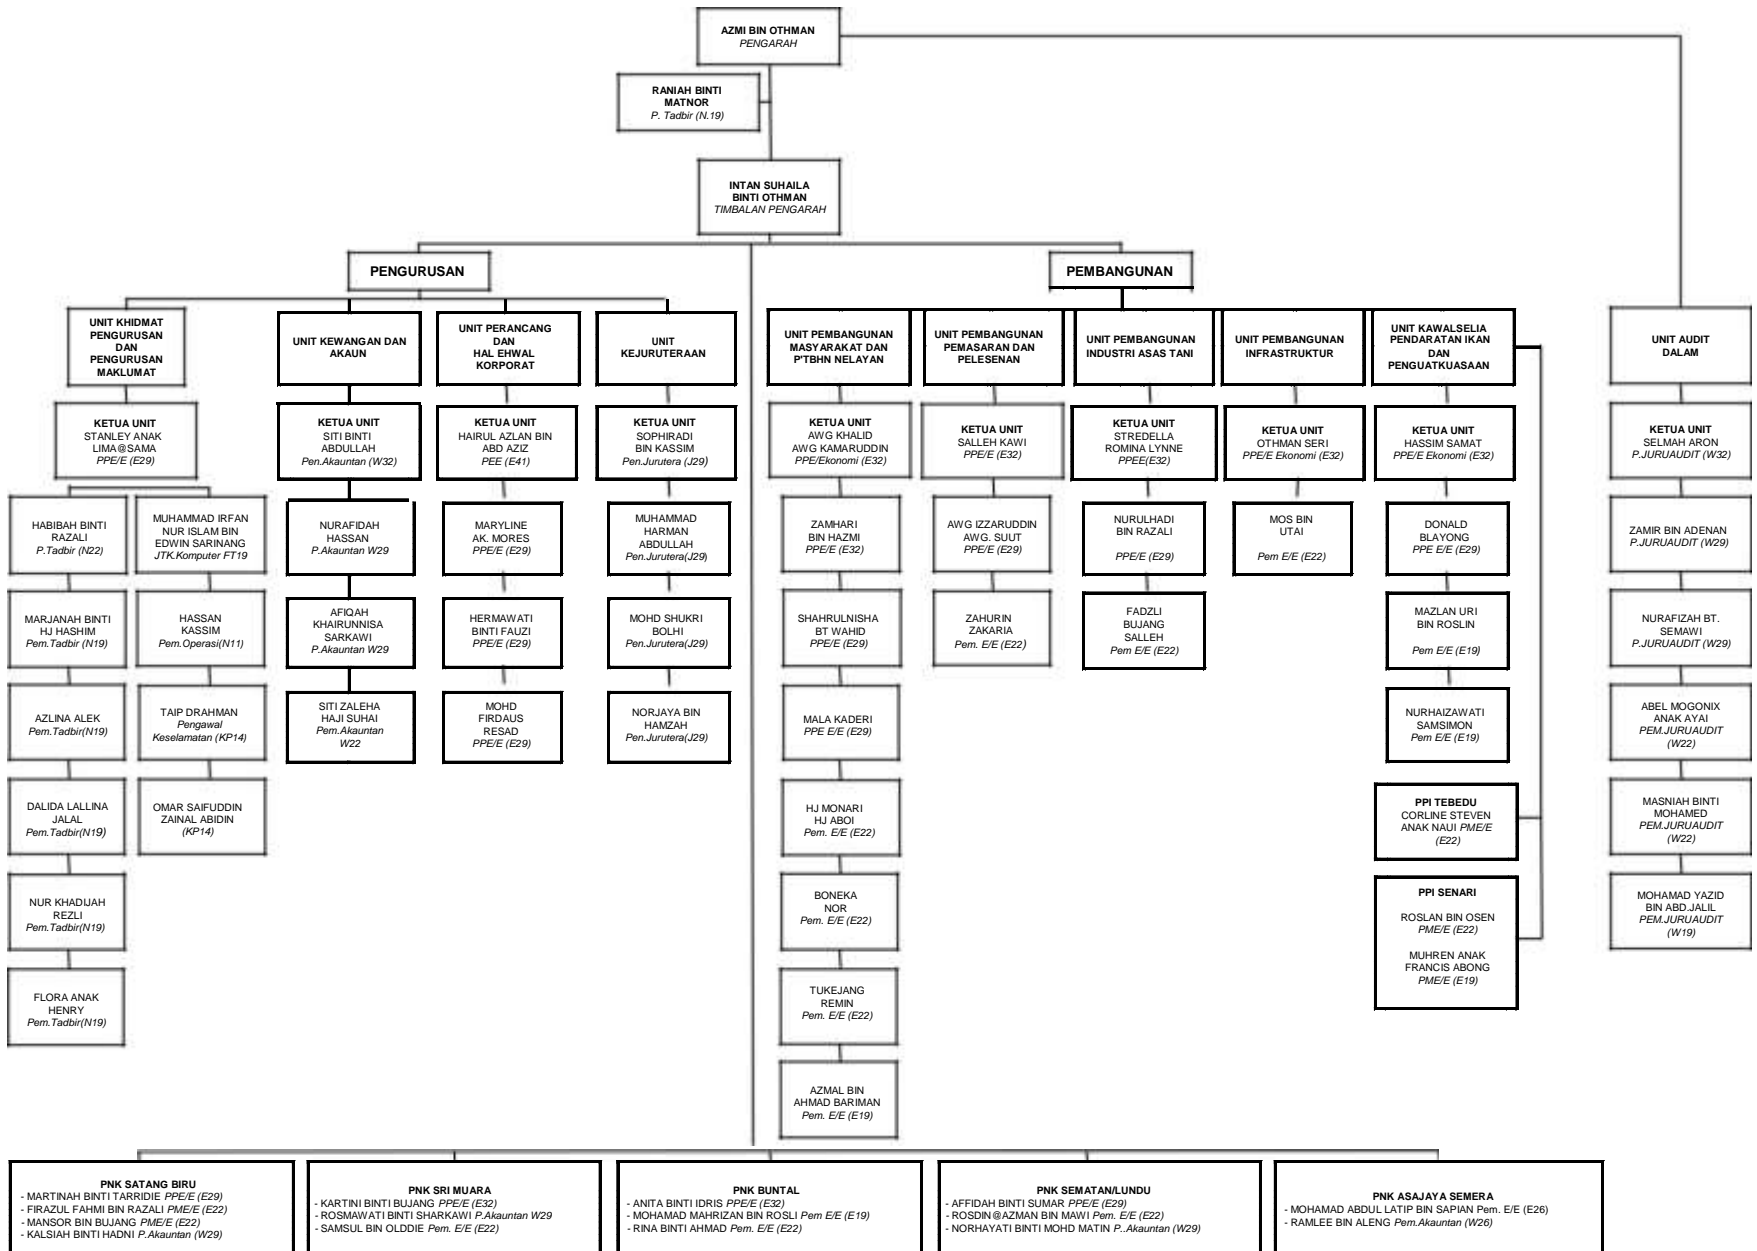 AZMI BIN OTHMAN
PENGARAH
RANIAH BINTI
MATNOR
P. Tadbir (N.19)
INTAN SUHAILA
BINTI OTHMAN
TIMBALAN PENGARAH
PENGURUSAN
UNIT KHIDMAT
PENGURUSAN
DAN
PENGURUSAN
MAKLUMAT
KETUA UNIT
STANLEY ANAK
LIMA@SAMA
PPE/E (E29)
HABIBAH BINTI
RAZALI
P.Tadbir (N22)
MARJANAH BINTI
HJ HASHIM
Pem.Tadbir (N19)
AZLINA ALEK
Pem.Tadbir(N19)
DALIDA LALLINA
JALAL
Pem.Tadbir(N19)
NUR KHADIJAH
REZLI
Pem.Tadbir(N19)
FLORA ANAK
HENRY
Pem.Tadbir(N19)
MUHAMMAD IRFAN
NUR ISLAM BIN
EDWIN SARINANG
JTK.Komputer FT19
HASSAN
KASSIM
Pem.Operasi(N11)
TAIP DRAHMAN
Pengawal
Keselamatan (KP14)
OMAR SAIFUDDIN
ZAINAL ABIDIN
(KP14)
UNIT KEWANGAN DAN
AKAUN
KETUA UNIT
SITI BINTI
ABDULLAH
Pen.Akauntan (W32)
NURAFIDAH
HASSAN
P.Akauntan W29
AFIQAH
KHAIRUNNISA
SARKAWI
P.Akauntan W29
SITI ZALEHA
HAJI SUHAI
Pem.Akauntan
W22
UNIT PERANCANG
DAN
HAL EHWAL
KORPORAT
KETUA UNIT
HAIRUL AZLAN BIN
ABD AZIZ
PEE (E41)
MARYLINE
AK. MORES
PPE/E (E29)
HERMAWATI
BINTI FAUZI
PPE/E (E29)
MOHD
FIRDAUS
RESAD
PPE/E (E29)
UNIT
KEJURUTERAAN
KETUA UNIT
SOPHIRADI
BIN KASSIM
Pen.Jurutera (J29)
MUHAMMAD
HARMAN
ABDULLAH
Pen.Jurutera(J29)
MOHD SHUKRI
BOLHI
Pen.Jurutera(J29)
NORJAYA BIN
HAMZAH
Pen.Jurutera(J29)
PEMBANGUNAN
UNIT PEMBANGUNAN
MASYARAKAT DAN
P'TBHN NELAYAN
KETUA UNIT
AWG KHALID
AWG KAMARUDDIN
PPE/Ekonomi (E32)
ZAMHARI
BIN HAZMI
PPE/E (E32)
SHAHRULNISHA
BT WAHID
PPE/E (E29)
MALA KADERI
PPE E/E (E29)
HJ MONARI
HJ ABOI
Pem. E/E (E22)
BONEKA
NOR
Pem. E/E (E22)
TUKEJANG
REMIN
Pem. E/E (E22)
AZMAL BIN
AHMAD BARIMAN
Pem. E/E (E19)
UNIT PEMBANGUNAN
PEMASARAN DAN
PELESENAN
KETUA UNIT
SALLEH KAWI
PPE/E (E32)
AWG IZZARUDDIN
AWG. SUUT
PPE/E (E29)
ZAHURIN
ZAKARIA
Pem. E/E (E22)
UNIT PEMBANGUNAN
INDUSTRI ASAS TANI
KETUA UNIT
STREDELLA
ROMINA LYNNE
PPEE(E32)
NURULHADI
BIN RAZALI
PPE/E (E29)
FADZLI
BUJANG
SALLEH
Pem E/E (E22)
UNIT PEMBANGUNAN
INFRASTRUKTUR
KETUA UNIT
OTHMAN SERI
PPE/E Ekonomi (E32)
MOS BIN
UTAI
Pem E/E (E22)
UNIT KAWALSELIA
PENDARATAN IKAN
DAN
PENGUATKUASAAN
KETUA UNIT
HASSIM SAMAT
PPE/E Ekonomi (E32)
DONALD
BLAYONG
PPE E/E (E29)
MAZLAN URI
BIN ROSLIN
Pem E/E (E19)
NURHAIZAWATI
SAMSIMON
Pem E/E (E19)
PPI TEBEDU
CORLINE STEVEN
ANAK NAUI PME/E
(E22)
PPI SENARI
ROSLAN BIN OSEN
PME/E (E22)
MUHREN ANAK
FRANCIS ABONG
PME/E (E19)
UNIT AUDIT
DALAM
KETUA UNIT
SELMAH ARON
P.JURUAUDIT (W32)
ZAMIR BIN ADENAN
P.JURUAUDIT (W29)
NURAFIZAH BT.
SEMAWI
P.JURUAUDIT (W29)
ABEL MOGONIX
ANAK AYAI
PEM.JURUAUDIT
(W22)
MASNIAH BINTI
MOHAMED
PEM.JURUAUDIT
(W22)
MOHAMAD YAZID
BIN ABD.JALIL
PEM.JURUAUDIT
(W19)
PNK SATANG BIRU
- MARTINAH BINTI TARRIDIE PPE/E (E29)
- FIRAZUL FAHMI BIN RAZALI PME/E (E22)
- MANSOR BIN BUJANG PME/E (E22)
- KALSIAH BINTI HADNI P.Akauntan (W29)
PNK SRI MUARA
- KARTINI BINTI BUJANG PPE/E (E32)
- ROSMAWATI BINTI SHARKAWI P.Akauntan W29
- SAMSUL BIN OLDDIE Pem. E/E (E22)
PNK BUNTAL
- ANITA BINTI IDRIS PPE/E (E32)
- MOHAMAD MAHRIZAN BIN ROSLI Pem E/E (E19)
- RINA BINTI AHMAD Pem. E/E (E22)
PNK SEMATAN/LUNDU
- AFFIDAH BINTI SUMAR PPE/E (E29)
- ROSDIN@AZMAN BIN MAWI Pem. E/E (E22)
- NORHAYATI BINTI MOHD MATIN P..Akauntan (W29)
PNK ASAJAYA SEMERA
- MOHAMAD ABDUL LATIP BIN SAPIAN Pem. E/E (E26)
- RAMLEE BIN ALENG Pem.Akauntan (W26)